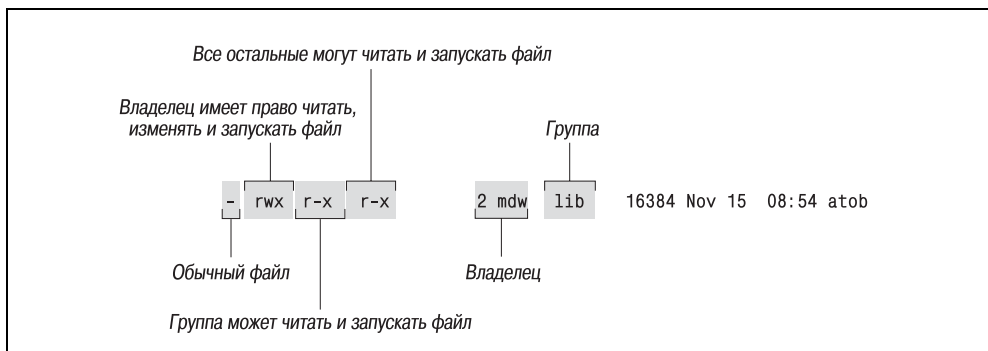 Все остальные могут читать и запускать файл
Владелец имеет право читать,
изменять и запускать файл
Группа
- rwx r-x r-x 2 mdw lib 16384 Nov 15 08:54 atob
Обычный файл
Владелец
Группа может читать и запускать файл